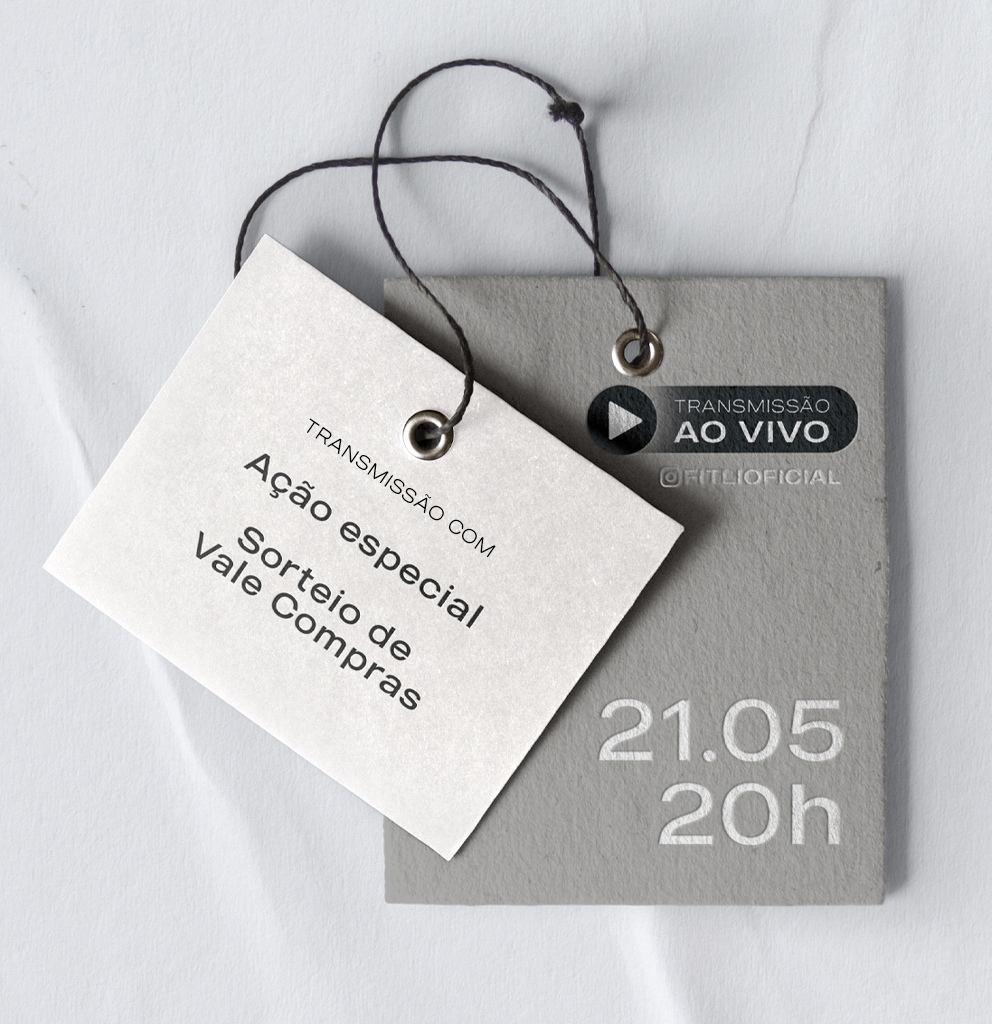 TRANSMISSÃO COM
Ação especial
Sorteio de
Vale Compras
TRANSMISSÃO
AO VIVO
@FITLIOFICIAL
21.05
20h